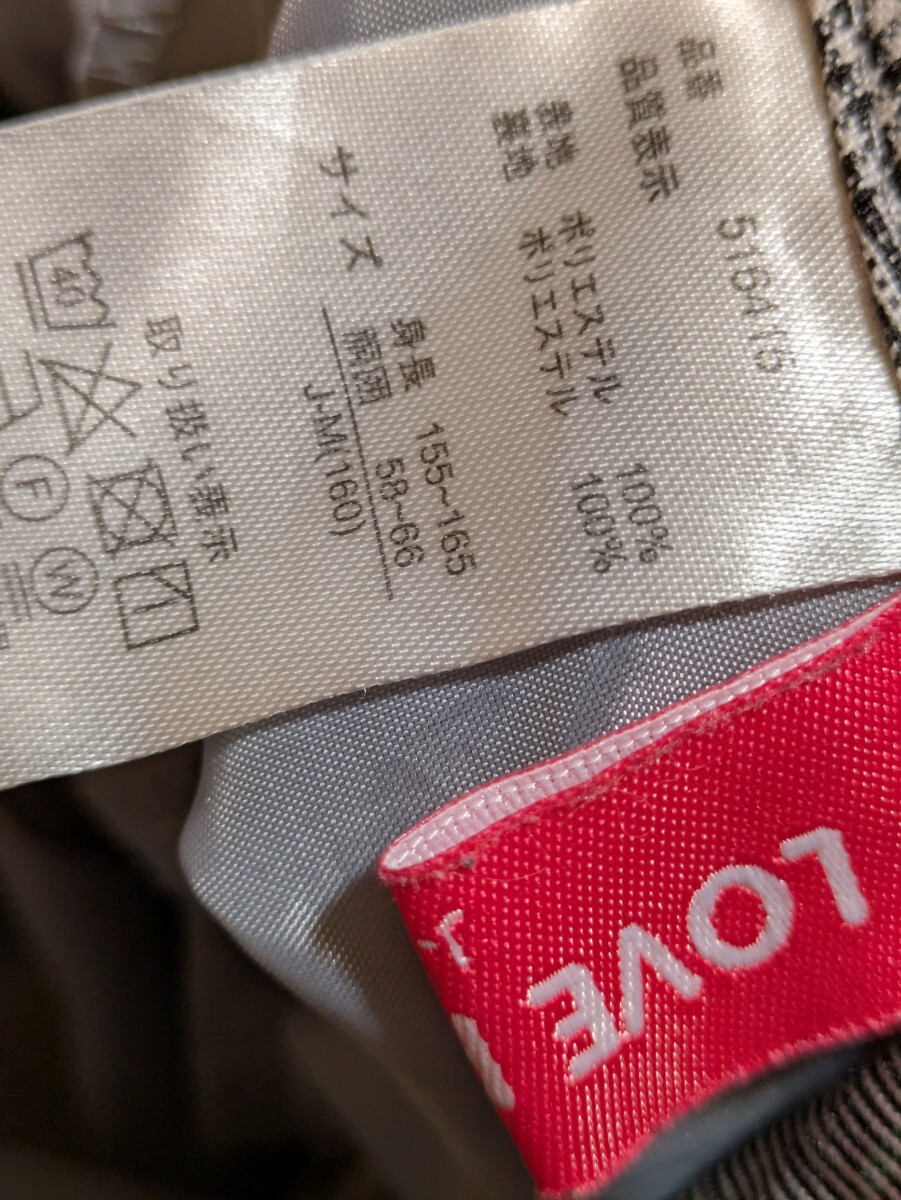 品番 516415
品質表示
表地 ポリエステル 100%
裏地 ポリエステル 100%
サイズ 身長 155~165
胴囲 58~66
J-M(160)
取り扱い表示
40
F
W
LOVE